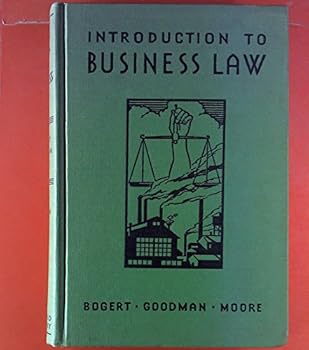 INTRODUCTION TO
BUSINESS LAW
BOGERT · GOODMAN · MOORE